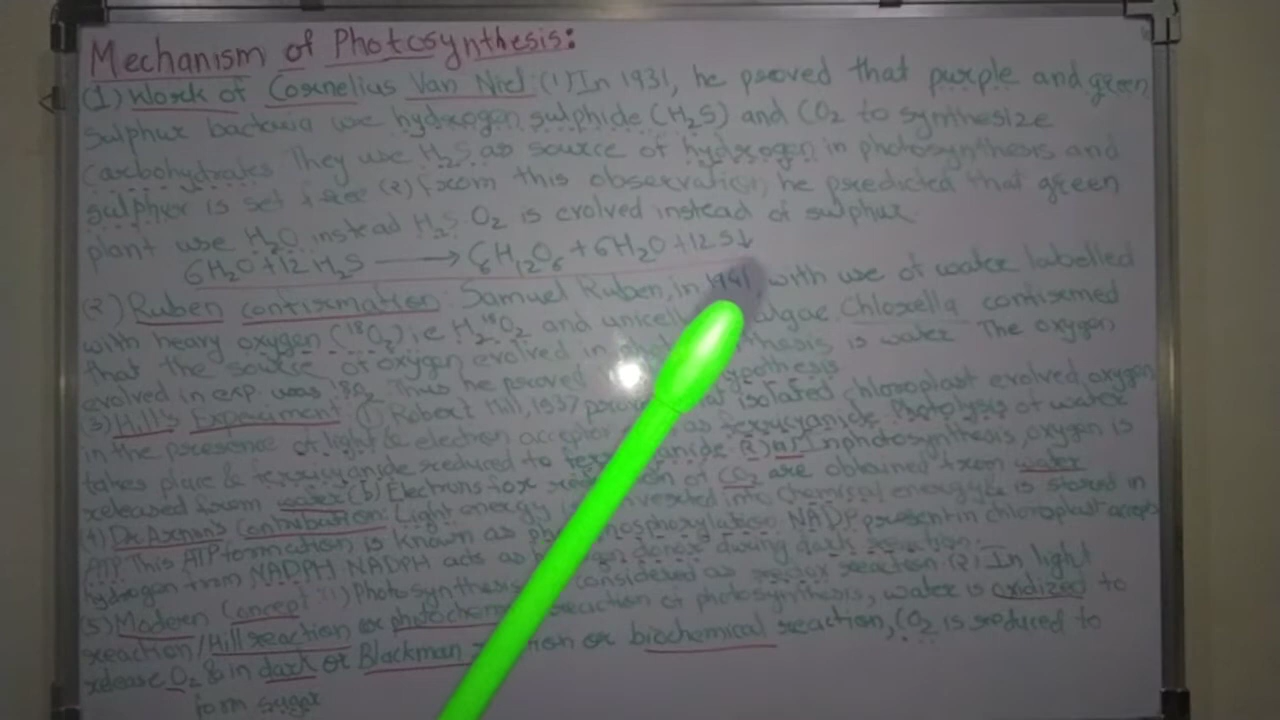 Mechanism of Photosynthesis:
(1) Work of Cornelius Van Niel: (1) In 1931, he proved that purple and green
sulphur bacteria use hydrogen sulphide (H₂S) and CO₂ to synthesize
Carbohydrates They use H₂S as source of hydrogen in photosynthesis and
sulpher is set free (2) From this observation, he predicted that green
plant use H₂O instead H₂S. O₂ is evolved instead of sulphur
6H₂O + 12 H₂S → C₆H₁₂O₆ + 6H₂O + 12 S↓
(2) Ruben confirmation: Samuel Ruben, in 1941, with use of water labelled
with heavy oxygen (¹⁸O₂) i.e H₂¹⁸O₂ and algae Chlorella confirmed
that the source of oxygen evolved in is water The oxygen
evolved in exp. was ¹⁸O₂ Thus he proved hypothesis
(3) Hill's Experiment (1) Robert Hill, 1937 isolated chloroplast evolved oxygen
in the presence of light & electron acceptor as ferricyanide. Photolysis of water
takes place & ferricyanide reduced to (2) a) In photosynthesis, oxygen is
released from water (b) Electrons for of CO₂ are obtained from water
(4) Dr Arnon's Contribution: Light energy into chemical energy & is stored in
ATP This ATP formation is known as NADP present in chloroplast accept
hydrogen from NADPH NADPH acts as donor during dark reaction.
(5) Modern Concept (1) Photosynthesis considered as redox reaction (2) In light
reaction/Hill reaction or reaction of photosynthesis, water is oxidized to
release O₂ & in dark or Blackman or biochemical reaction, CO₂ is reduced to
form sugar